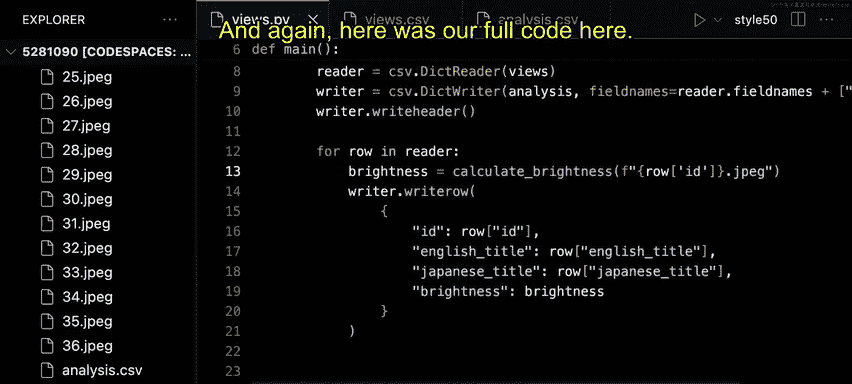 EXPLORER
views.py
views.csv
analysis.csv
style50
And again, here was our full code here.
5281090 [CODESPACES: ...
25.jpeg
26.jpeg
27.jpeg
28.jpeg
29.jpeg
30.jpeg
31.jpeg
32.jpeg
33.jpeg
34.jpeg
35.jpeg
36.jpeg
analysis.csv
6 def main():
8 reader = csv.DictReader(views)
9 writer = csv.DictWriter(analysis, fieldnames=reader.fieldnames + ["
10 writer.writeheader()
11
12 for row in reader:
13 brightness = calculate_brightness(f"{row['id']}.jpeg")
14 writer.writerow(
15 {
16 "id": row["id"],
17 "english_title": row["english_title"],
18 "japanese_title": row["japanese_title"],
19 "brightness": brightness
20 }
21 )
22
23